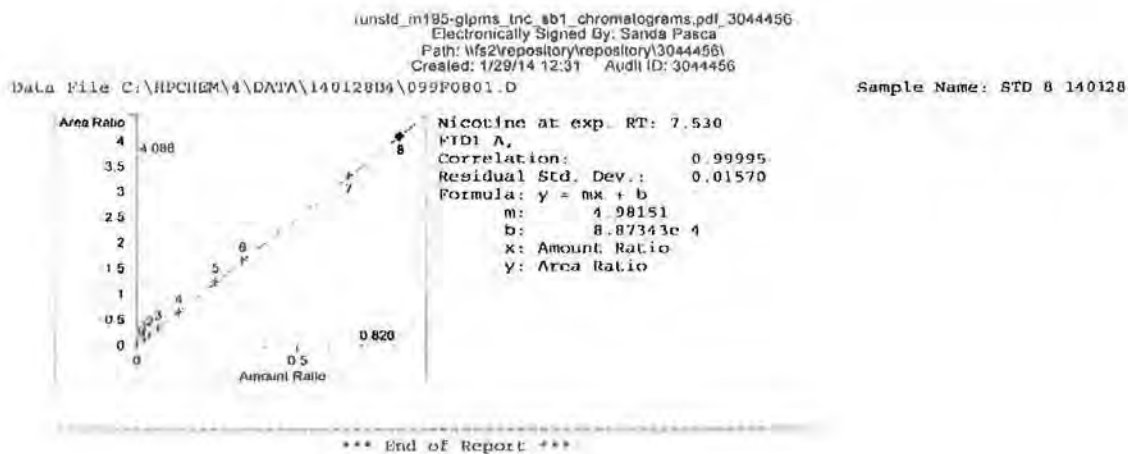 runstd_m195-glpms_tnc_sb1_chromatograms.pdf_3044456
Electronically Signed By: Sanda Pasca
Path: \\fs2\repository\repository\3044456\
Created: 1/29/14 12:31 Audit ID: 3044456
Data File C:\HPCHEM\4\DATA\140128B4\099F0801.D Sample Name: STD 8 140128
Area Ratio
4
4.088
3.5
3
2.5
2
1.5
1
0.5
0
3
4
5
6
7
8
0.820
0
0.5
Amount Ratio
Nicotine at exp. RT: 7.530
FID1 A,
Correlation: 0.99995
Residual Std. Dev.: 0.01570
Formula: y = mx + b
m: 4.98151
b: 8.87343e-4
x: Amount Ratio
y: Area Ratio
*** End of Report ***